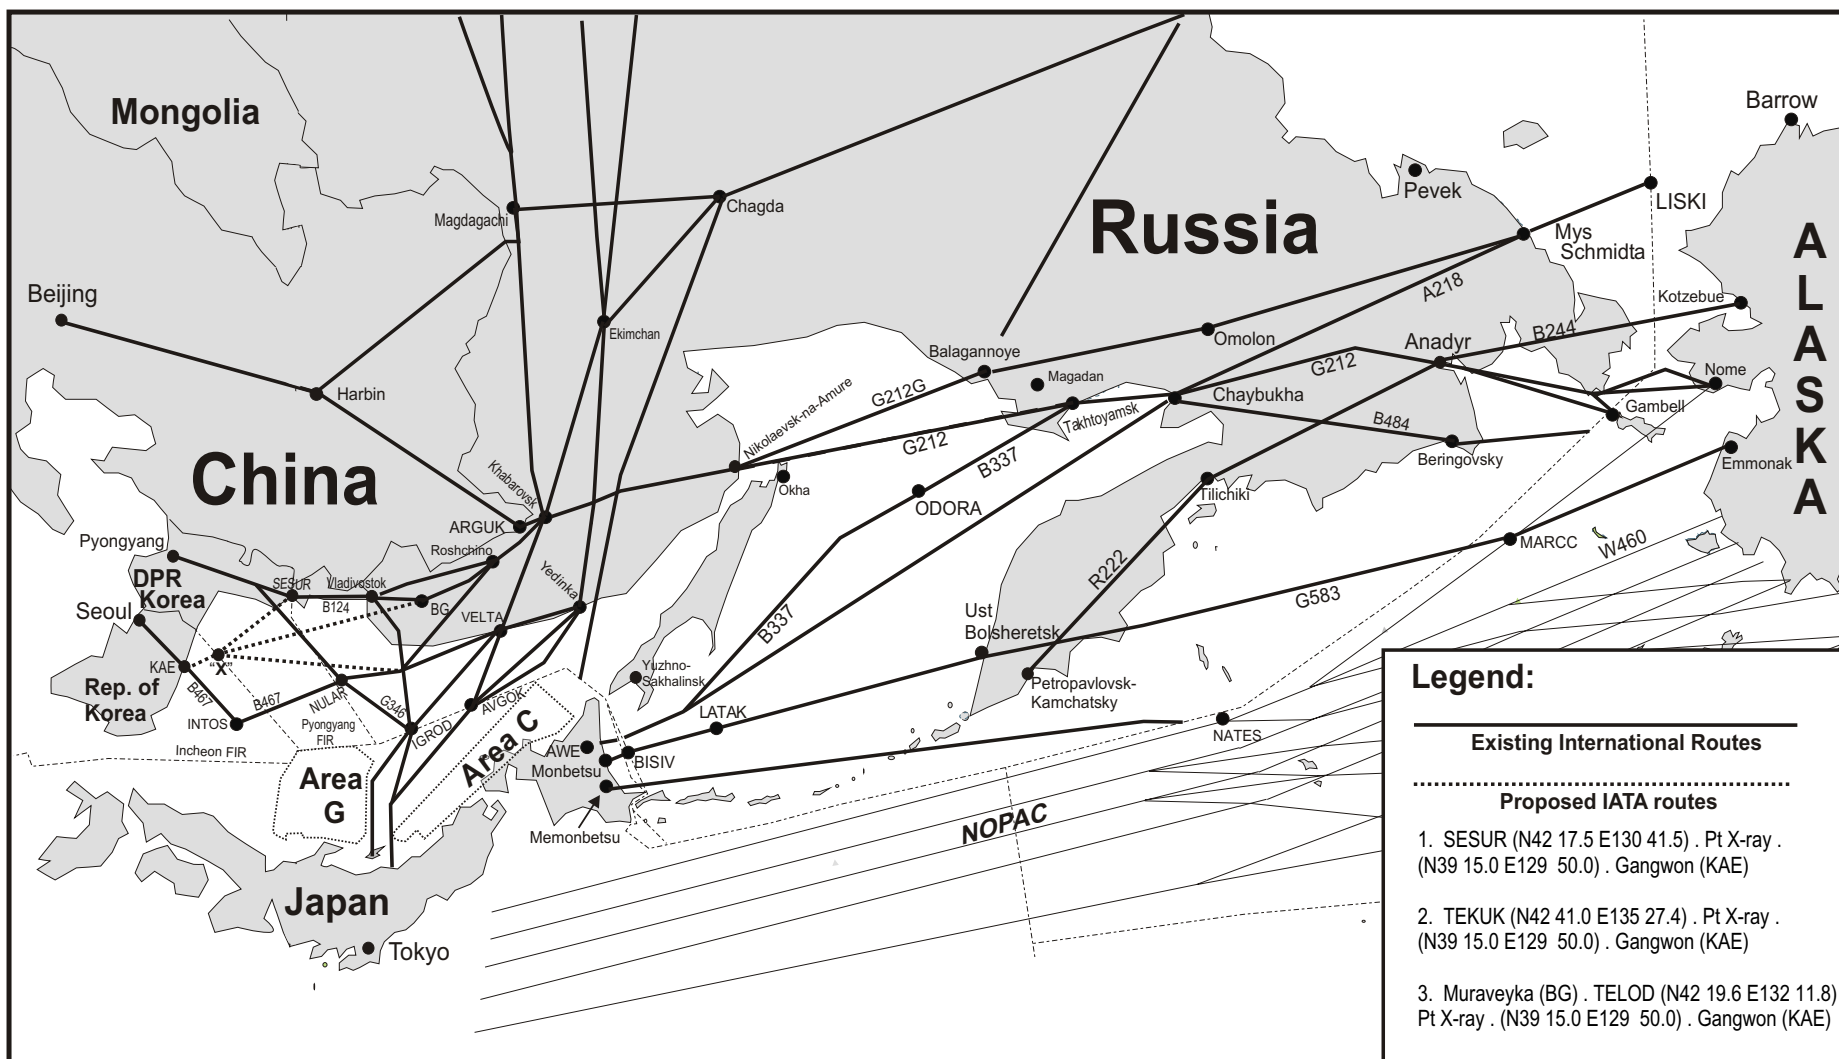 Mongolia
Barrow
Pevek
LISKI
Chagda
Magdagachi
Russia
Mys
Schmidta
ALASKA
A218
Beijing
Kotzebue
Ekimchan
Omolon
B244
Anadyr
Balagannoye
G212
Nome
Harbin
Magadan
G212G
Chaybukha
Nikolaevsk-na-Amure
Takhtoyamsk
Gambell
B484
G212
Beringovsky
Emmonak
China
Khabarovsk
B337
Okha
Tilichiki
ODORA
ARGUK
Pyongyang
Roshchino
MARCC
W460
DPR
Korea
SESUR
Vladivostok
Yedinka
R222
B124
BG
G583
Seoul
VELTA
Ust
Bolsheretsk
B337
KAE
"X"
Yuzhno-
Sakhalinsk
Petropavlovsk-
Kamchatsky
Rep. of
Korea
B467
B467
NULAR
G346
AVGOK
LATAK
INTOS
Pyongyang
FIR
IGROD
Area C
NATES
Incheon FIR
AWE
Monbetsu
BISIV
Area
G
Memonbetsu
NOPAC
Japan
Tokyo
Legend:
Existing International Routes
Proposed IATA routes
1. SESUR (N42 17.5 E130 41.5) . Pt X-ray .
(N39 15.0 E129 50.0) . Gangwon (KAE)
2. TEKUK (N42 41.0 E135 27.4) . Pt X-ray .
(N39 15.0 E129 50.0) . Gangwon (KAE)
3. Muraveyka (BG) . TELOD (N42 19.6 E132 11.8)
Pt X-ray . (N39 15.0 E129 50.0) . Gangwon (KAE)